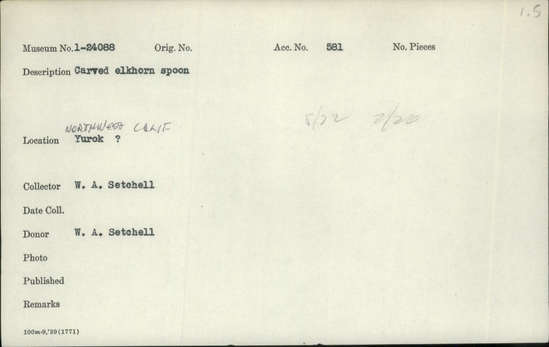 1.5
Museum No. 1-24088 Orig. No. Acc. No. 581 No. Pieces
Description Carved elkhorn spoon
NORTHWEST CALIF
Location Yurok ?
Collector W. A. Setchell
Date Coll.
Donor W. A. Setchell
Photo
Published
Remarks
100m-9,'39(1771)